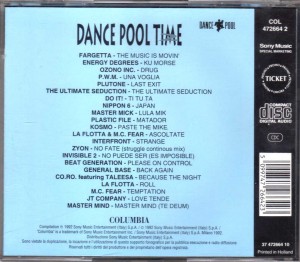 DANCE POOL TIME
DANCE POOL
COL
472664 2
Sony Music
SPECIAL MARKETING
TICKET
COMPACT
disc
DIGITAL AUDIO
FARGETTA - THE MUSIC IS MOVIN'
ENERGY DEGREES - KU MORSE
OZONO INC. - DRUG
P.W.M. - UNA VOGLIA
PLUTONE - LAST EXIT
THE ULTIMATE SEDUCTION - THE ULTIMATE SEDUCTION
DO IT! - TI TU TA
NIPPON 6 - JAPAN
MASTER MICK - LULA MIK
PLASTIC FILE - MATADOR
KOSMO - PASTE THE MIKE
LA FLOTTA & M.C. FEAR - ASCOLTATE
INTERFRONT - STRANGE
ZYON - NO FATE (struggle continous mix)
INVISIBLE 2 - NO PUEDE SER (ES IMPOSIBLE)
BEAT GENERATION - PLEASE ON CONTROL
GENERAL BASE - BACK AGAIN
CO.RO. featuring TALEESA - BECAUSE THE NIGHT
LA FLOTTA - ROLL
M.C. FEAR - TEMPTATION
JT COMPANY - LOVE TENDE
MASTER MIND - MASTER MIND (TE DEUM)
COLUMBIA
37 472664 10
Printed in Holland